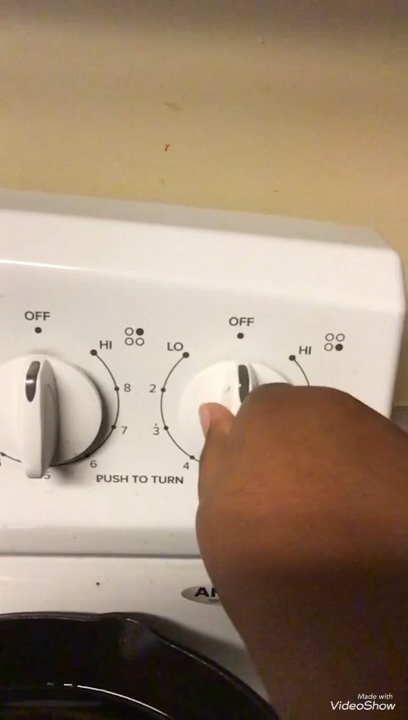 OFF
OFF
HI
LO
HI
2
8
3
7
4
6
5
PUSH TO TURN
Made with
VideoShow